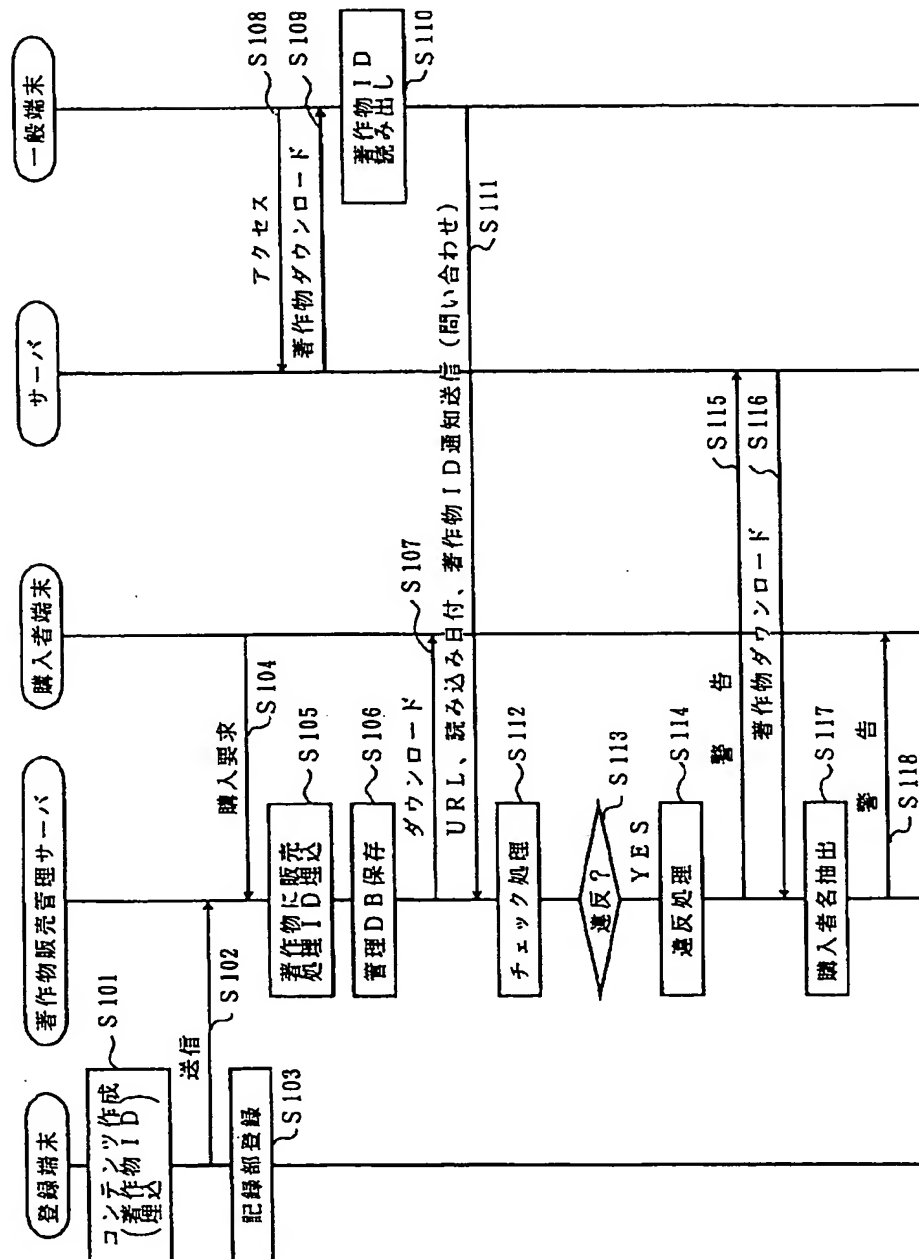 登録端末
著作物販売管理サーバ
購入者端末
サーバ
一般端末
コンテンツ作成
(著作物ID
埋込)
S101
送信
S102
記録部登録
S103
購入要求
S104
著作物に販売
処理ID埋込
S105
管理DB保存
S106
ダウンロード
S107
アクセス
S108
著作物ダウンロード
S109
著作物ID
読み出し
S110
URL、読み込み日付、著作物ID通知送信(問い合わせ)
S111
チェック処理
S112
違反?
S113
YES
違反処理
S114
警告
S115
著作物ダウンロード
S116
購入者名抽出
S117
警告
S118